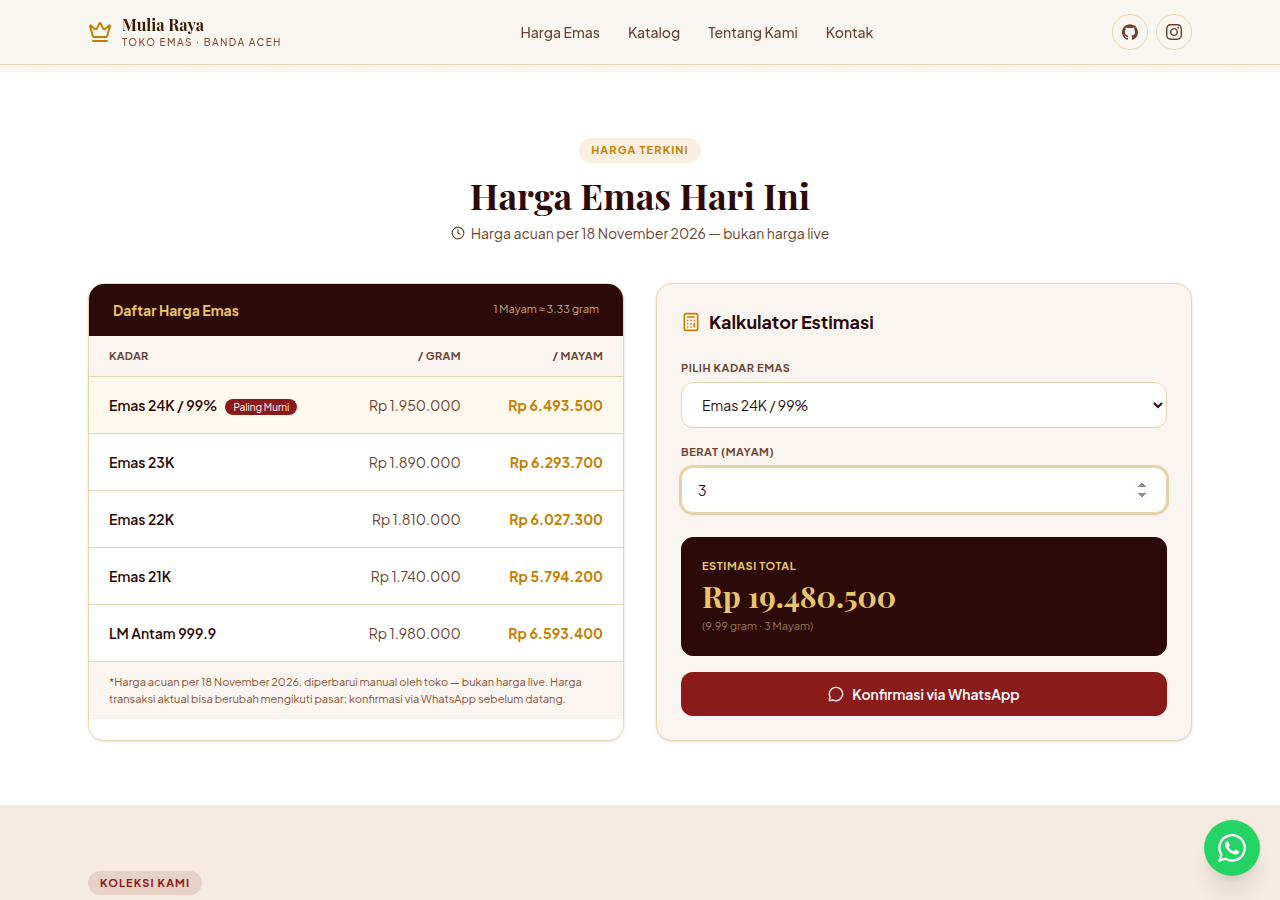 Mulia Raya
TOKO EMAS · BANDA ACEH
Harga Emas
Katalog
Tentang Kami
Kontak
HARGA TERKINI
Harga Emas Hari Ini
Harga acuan per 18 November 2026 — bukan harga live
Daftar Harga Emas
1 Mayam ≈ 3.33 gram
KADAR / GRAM / MAYAM
Emas 24K / 99% Paling Murni Rp 1.950.000 Rp 6.493.500
Emas 23K Rp 1.890.000 Rp 6.293.700
Emas 22K Rp 1.810.000 Rp 6.027.300
Emas 21K Rp 1.740.000 Rp 5.794.200
LM Antam 999.9 Rp 1.980.000 Rp 6.593.400
*Harga acuan per 18 November 2026, diperbarui manual oleh toko — bukan harga live. Harga
transaksi aktual bisa berubah mengikuti pasar; konfirmasi via WhatsApp sebelum datang.
Kalkulator Estimasi
PILIH KADAR EMAS
Emas 24K / 99%
BERAT (MAYAM)
3
ESTIMASI TOTAL
Rp 19.480.500
(9.99 gram · 3 Mayam)
Konfirmasi via WhatsApp
KOLEKSI KAMI